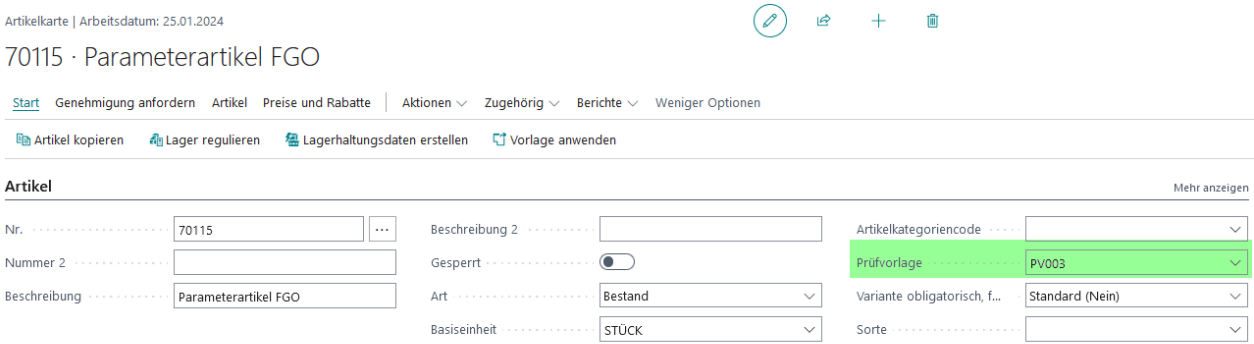 Artikelkarte | Arbeitsdatum: 25.01.2024
70115 · Parameterartikel FGO
Start Genehmigung anfordern Artikel Preise und Rabatte Aktionen Zugehörig Berichte Weniger Optionen
Artikel kopieren Lager regulieren Lagerhaltungsdaten erstellen Vorlage anwenden
Artikel Mehr anzeigen
Nr. 70115 ... Beschreibung 2 Artikelkategoriencode
Nummer 2 Gesperrt Prüfvorlage PV003
Beschreibung Parameterartikel FGO Art Bestand Variante obligatorisch, f... Standard (Nein)
Basiseinheit STÜCK Sorte